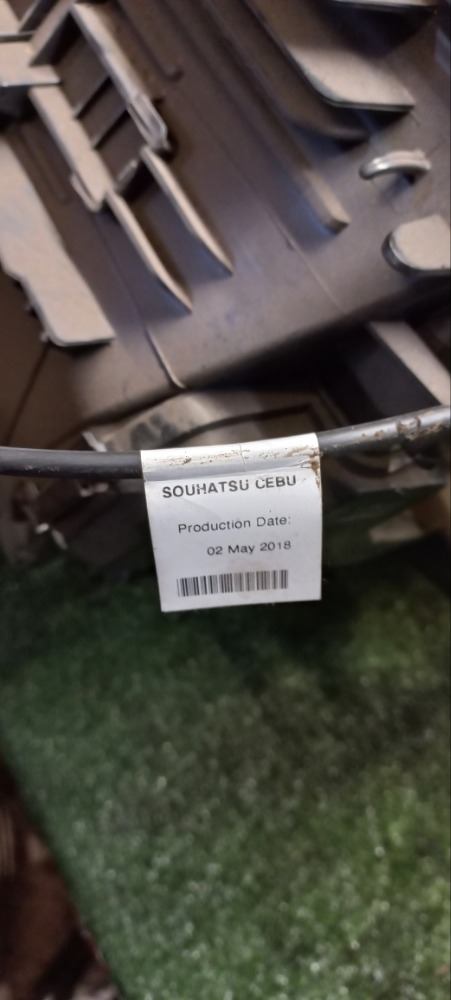 SOUHATSU CEBU
Production Date:
02 May 2018